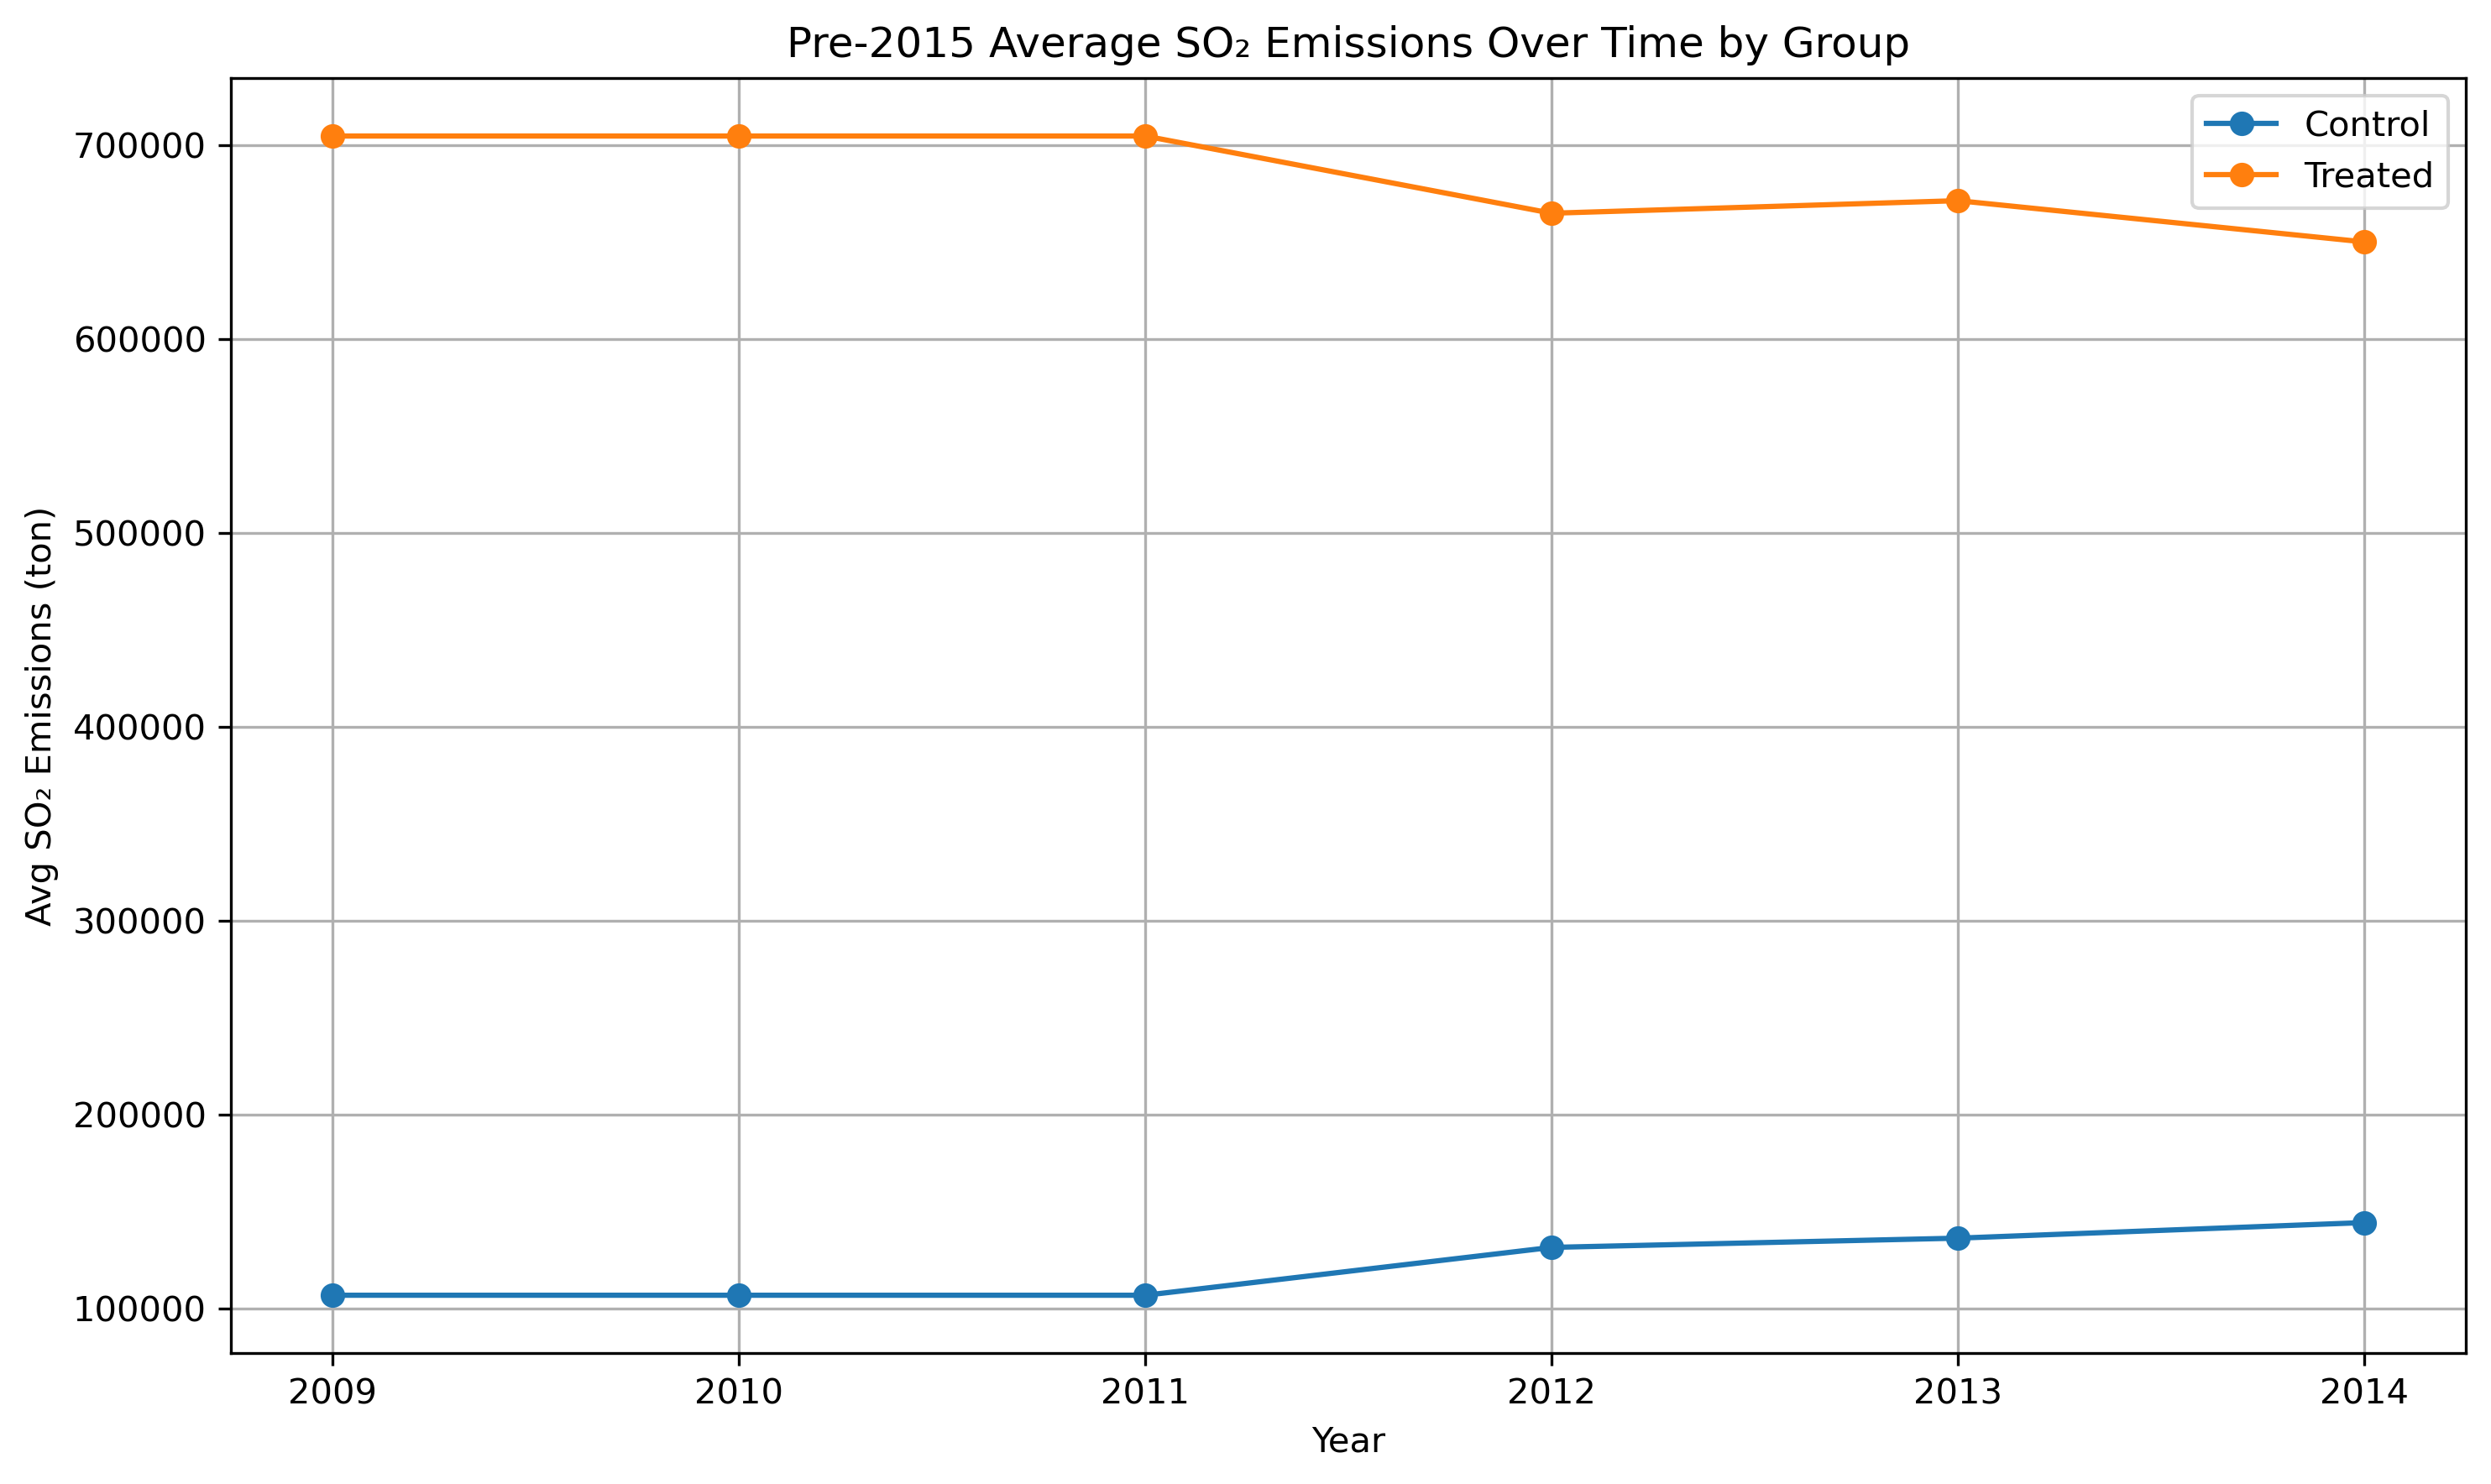 Pre-2015 Average SO₂ Emissions Over Time by Group
Control
Treated
Avg SO₂ Emissions (ton)
700000
600000
500000
400000
300000
200000
100000
2009 2010 2011 2012 2013 2014
Year